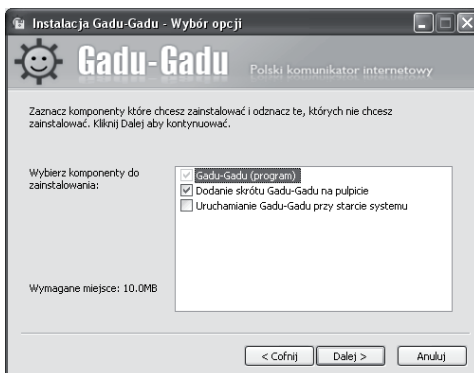 Instalacja Gadu-Gadu - Wybór opcji
Gadu-Gadu
Polski komunikator internetowy
Zaznacz komponenty które chcesz zainstalować i odznacz te, których nie chcesz
zainstalować. Kliknij Dalej aby kontynuować.
Wybierz komponenty do
zainstalowania:
Gadu-Gadu (program)
Dodanie skrótu Gadu-Gadu na pulpicie
Uruchamianie Gadu-Gadu przy starcie systemu
Wymagane miejsce: 10.0MB
< Cofnij
Dalej >
Anuluj